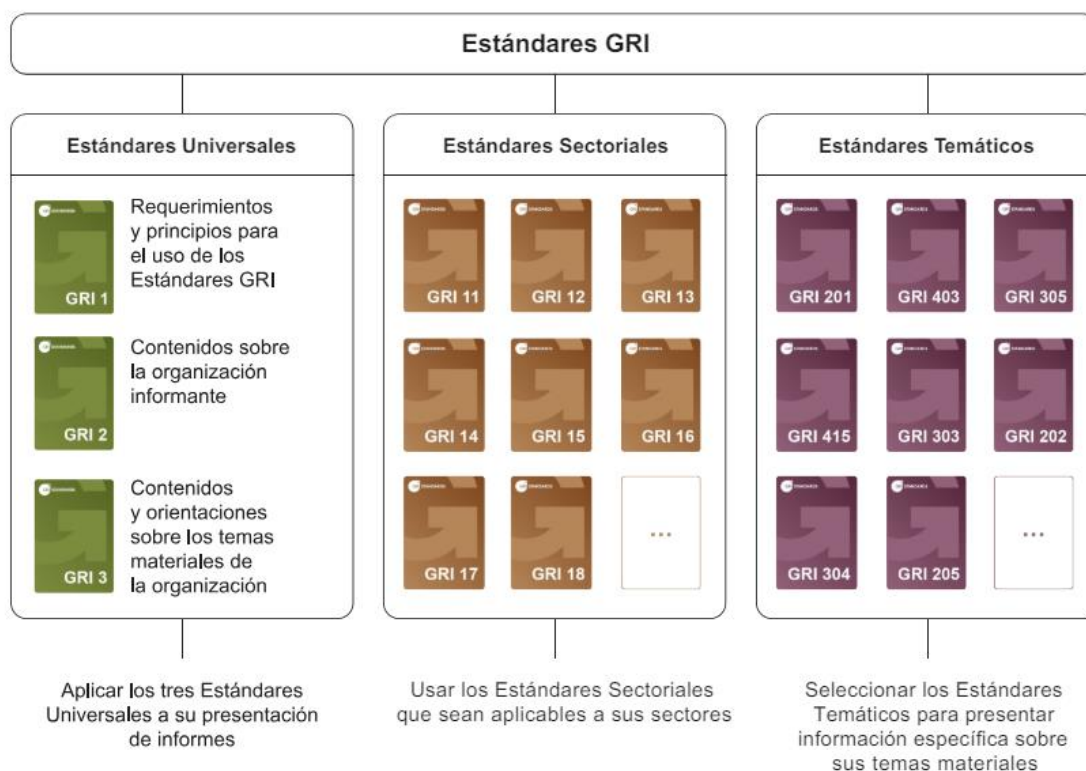 Estándares GRI
Estándares Universales
GRI 1
Requerimientos
y principios para
el uso de los
Estándares GRI
GRI 2
Contenidos sobre
la organización
informante
GRI 3
Contenidos
y orientaciones
sobre los temas
materiales de
la organización
Aplicar los tres Estándares
Universales a su presentación
de informes
Estándares Sectoriales
GRI 11
GRI 12
GRI 13
GRI 14
GRI 15
GRI 16
GRI 17
GRI 18
...
Usar los Estándares Sectoriales
que sean aplicables a sus sectores
Estándares Temáticos
GRI 201
GRI 403
GRI 305
GRI 415
GRI 303
GRI 202
GRI 304
GRI 205
...
Seleccionar los Estándares
Temáticos para presentar
información específica sobre
sus temas materiales